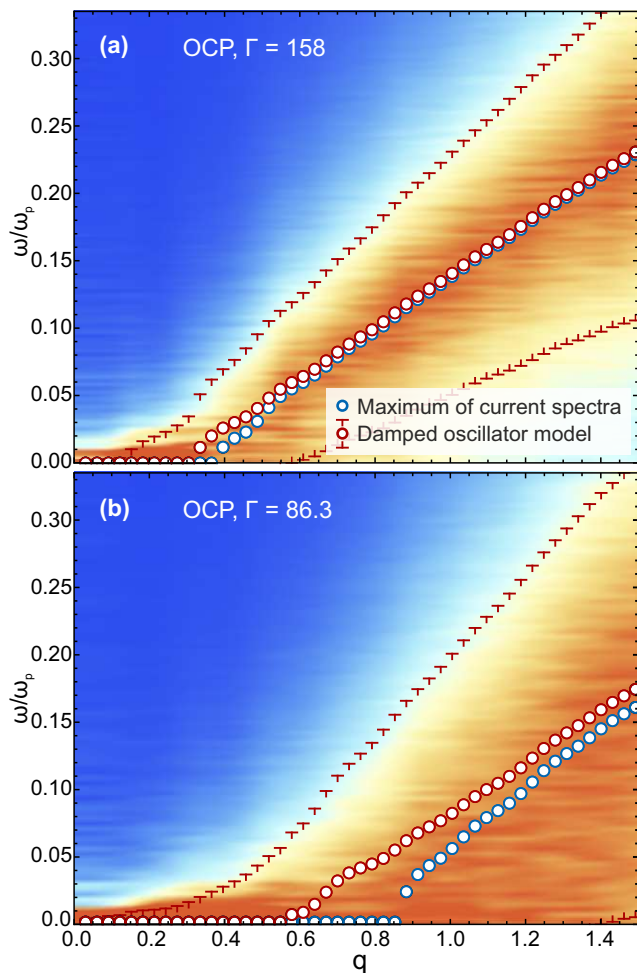 (a) OCP, Γ = 158
0.30
0.25
0.20
ω/ωp
0.15
0.10
0.05
0.00
Maximum of current spectra
Damped oscillator model
(b) OCP, Γ = 86.3
0.30
0.25
0.20
ω/ωp
0.15
0.10
0.05
0.0
0.0 0.2 0.4 0.6 0.8 1.0 1.2 1.4
q